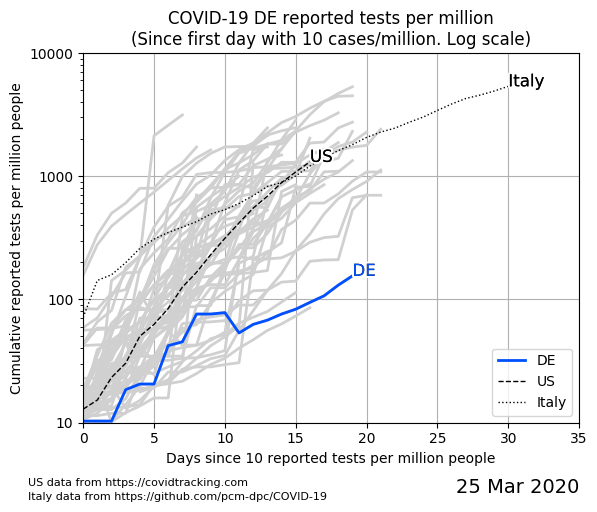 COVID-19 DE reported tests per million
(Since first day with 10 cases/million. Log scale)
Cumulative reported tests per million people
10000
1000
100
10
Italy
US
DE
DE
US
Italy
0 5 10 15 20 25 30 35
Days since 10 reported tests per million people
US data from https://covidtracking.com
Italy data from https://github.com/pcm-dpc/COVID-19
25 Mar 2020